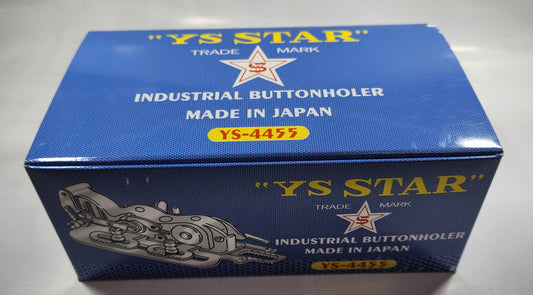 "YS STAR"
TRADE MARK
S
INDUSTRIAL BUTTONHOLER
MADE IN JAPAN
YS-4455
"YS STAR"
TRADE MARK
S
INDUSTRIAL BUTTONHOLER
MADE IN JAPAN
YS-4455